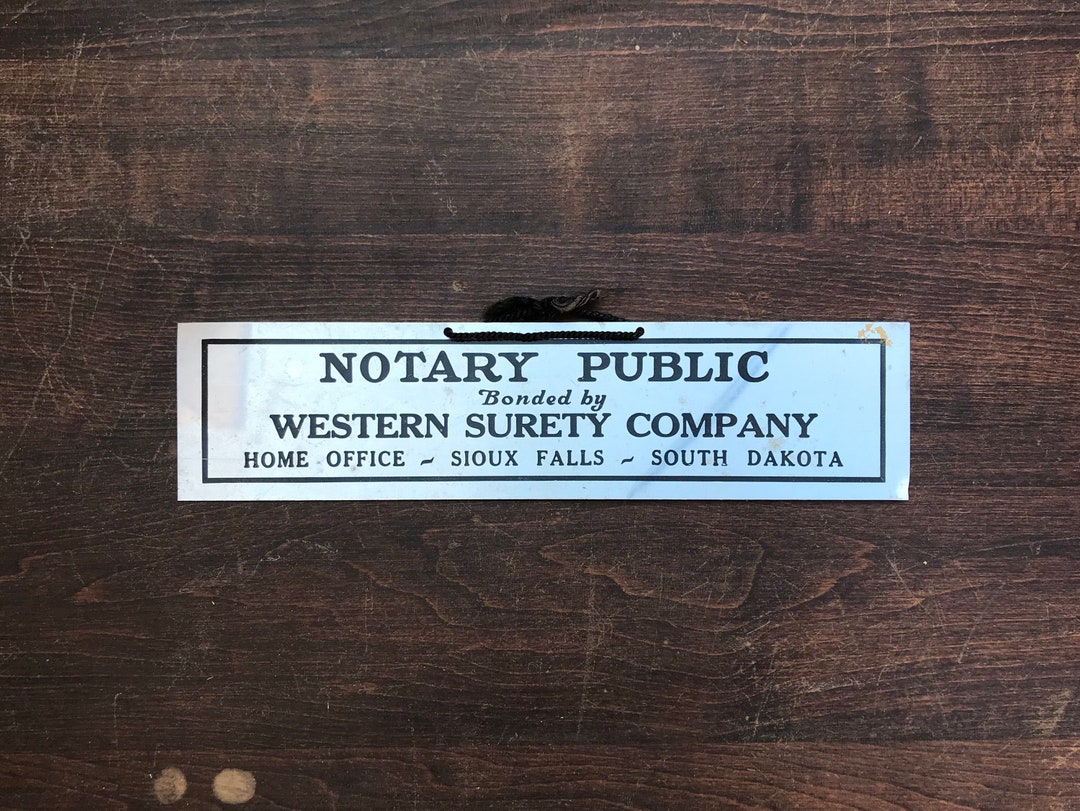 NOTARY PUBLIC
Bonded by
WESTERN SURETY COMPANY
HOME OFFICE ~ SIOUX FALLS ~ SOUTH DAKOTA